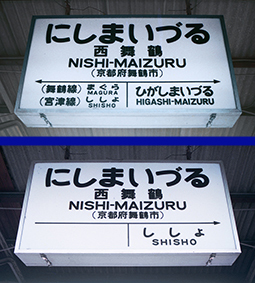 にしまいづる
西舞鶴
NISHI-MAIZURU
(京都府舞鶴市)
(舞鶴線) まぐら MAGURA
(宮津線) ししよ SHISHO
ひがしまいづる
HIGASHI-MAIZURU
にしまいづる
西舞鶴
NISHI-MAIZURU
(京都府舞鶴市)
ししよ
SHISHO